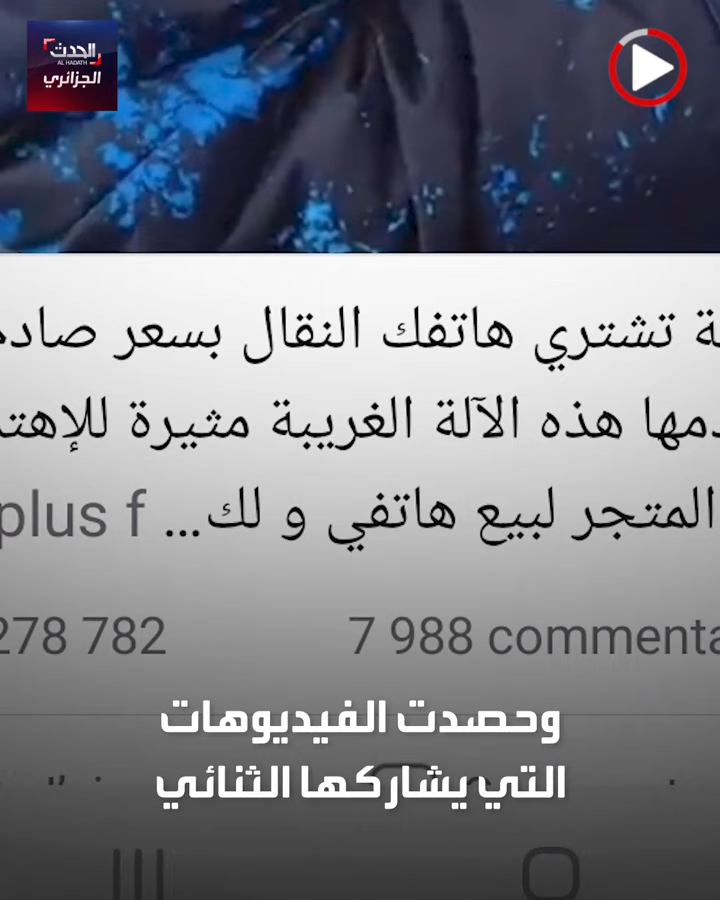 الحدث
AL HADATH
الجزائري
ة تشتري هاتفك النقال بسعر صادم
دمها هذه الآلة الغريبة مثيرة للإهتم
المتجر لبيع هاتفي و لك... plus f
278 782
7 988 commenta
وحصدت الفيديوهات
التي يشاركها الثنائي